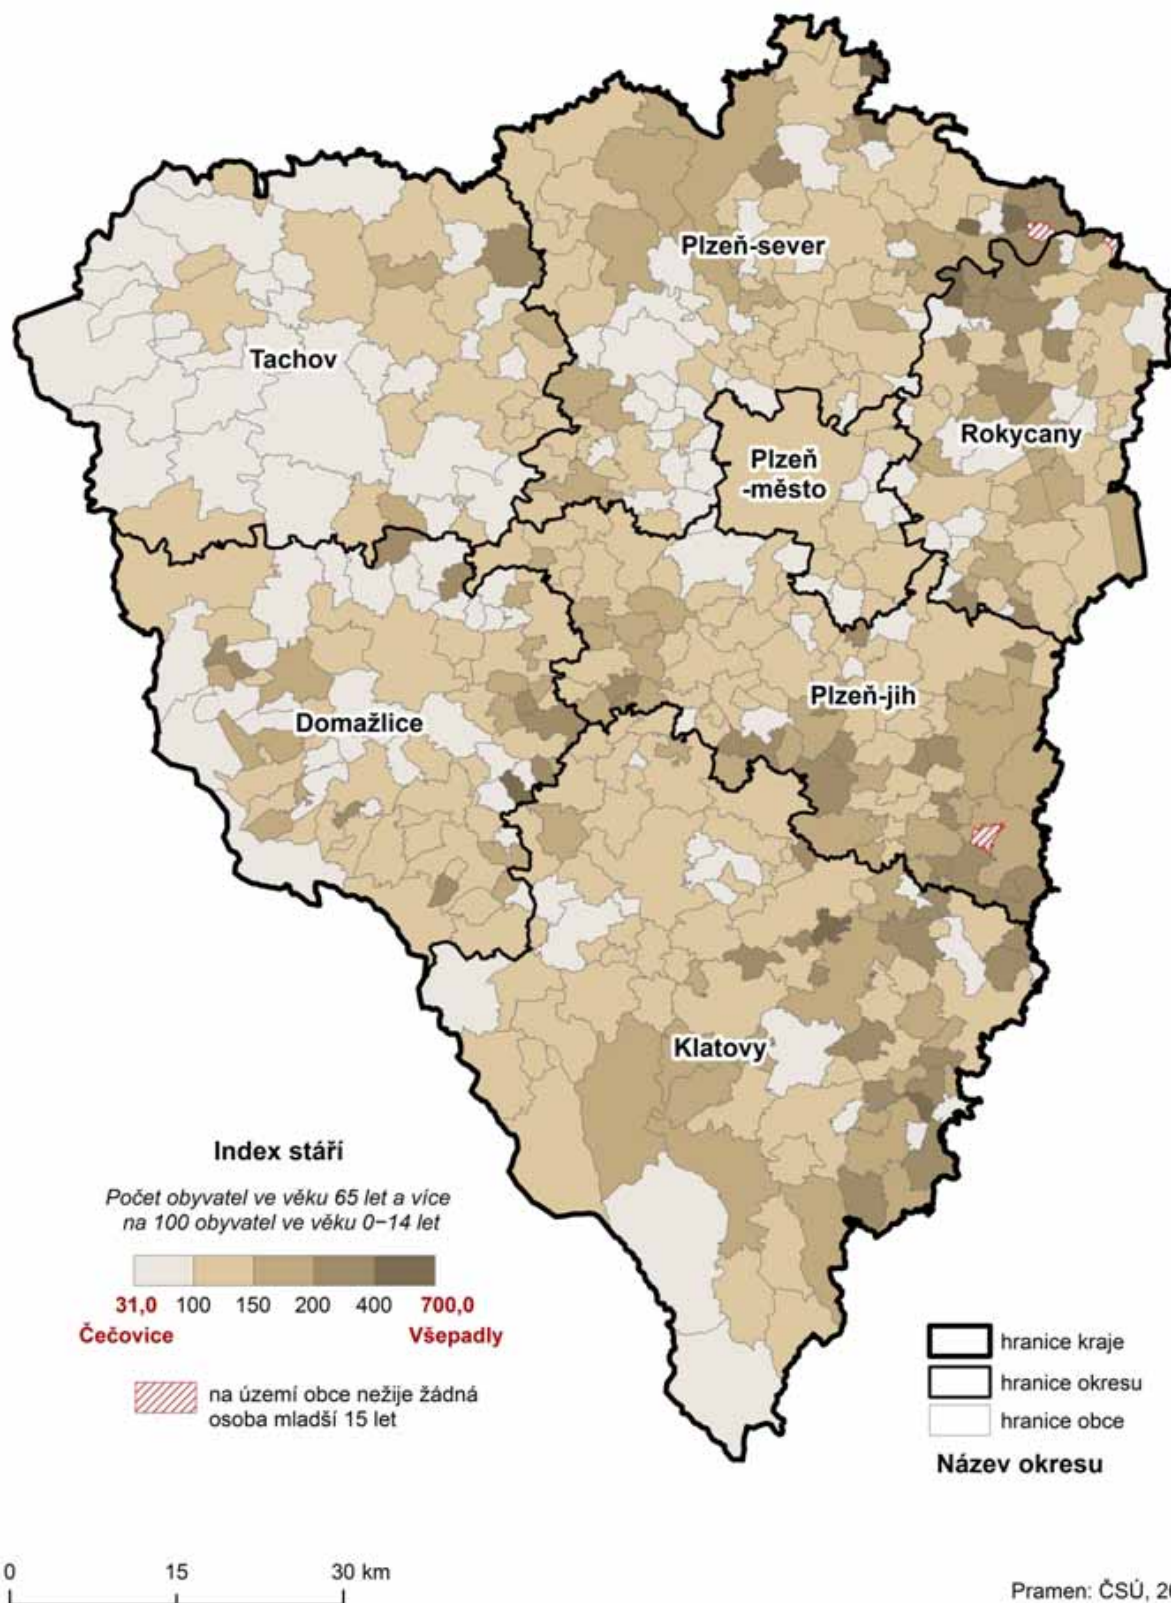 Plzeň-sever
Tachov
Rokycany
Plzeň
-město
Plzeň-jih
Domažlice
Klatovy
Index stáří
Počet obyvatel ve věku 65 let a více
na 100 obyvatel ve věku 0−14 let
31,0 100 150 200 400 700,0
Čečovice Všepadly
na území obce nežije žádná
osoba mladší 15 let
hranice kraje
hranice okresu
hranice obce
Název okresu
0 15 30 km
Pramen: ČSÚ,